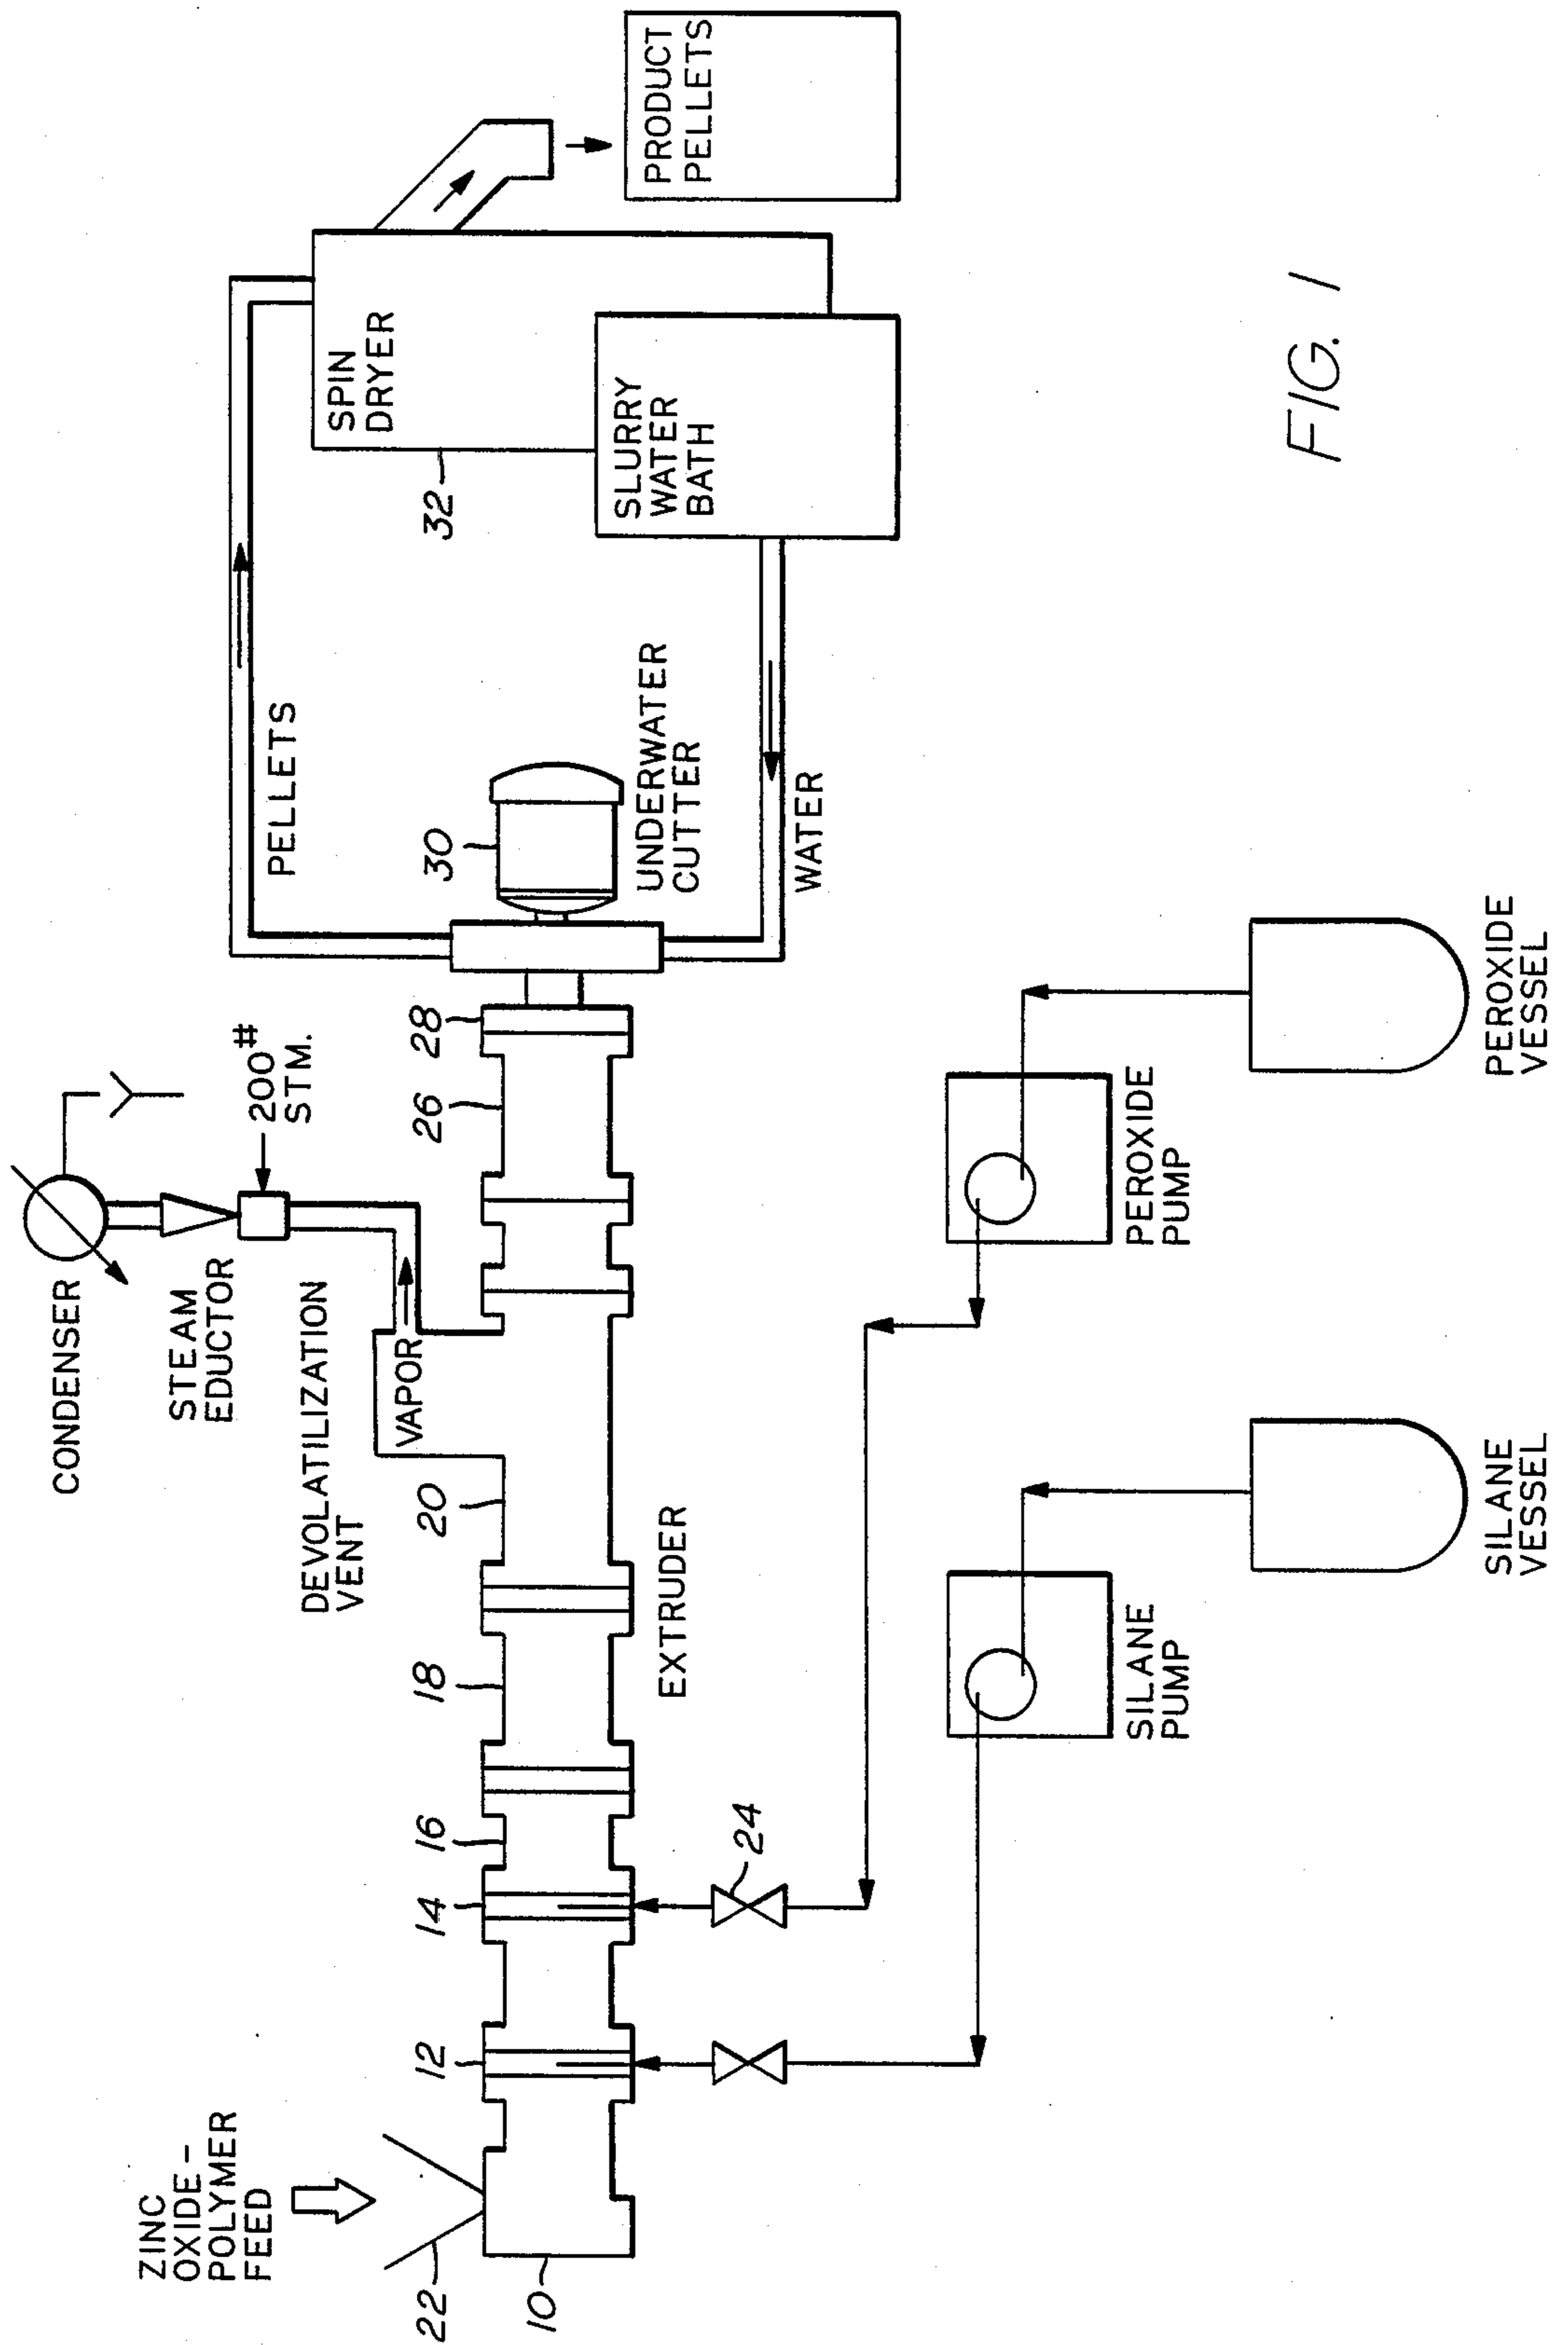 CONDENSER
STEAM
EDUCTOR
200#
STM.
ZINC
OXIDE-
POLYMER
FEED
DEVOLATILIZATION
VENT
VAPOR
PELLETS
SPIN
DRYER
PRODUCT
PELLETS
22
10
12
14
16
18
20
26
28
30
32
EXTRUDER
UNDERWATER
CUTTER
SLURRY
WATER
BATH
24
WATER
SILANE
PUMP
PEROXIDE
PUMP
SILANE
VESSEL
PEROXIDE
VESSEL
FIG. 1